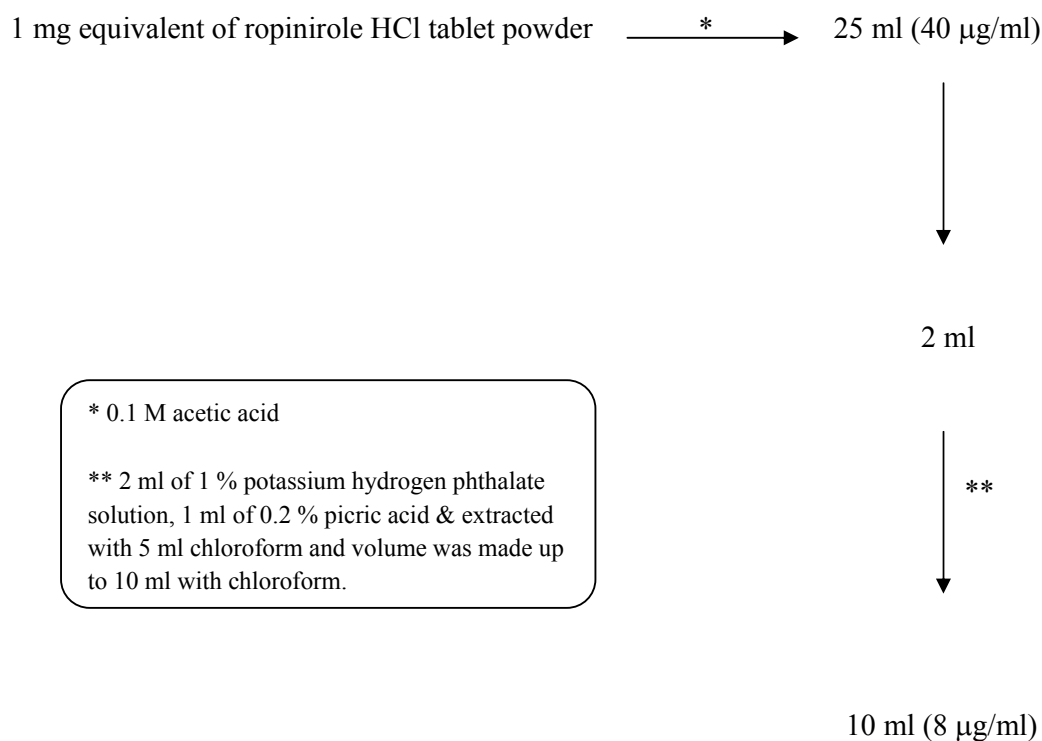 1 mg equivalent of ropinirole HCl tablet powder * 25 ml (40 μg/ml)
2 ml
* 0.1 M acetic acid
** 2 ml of 1 % potassium hydrogen phthalate
solution, 1 ml of 0.2 % picric acid & extracted
with 5 ml chloroform and volume was made up
to 10 ml with chloroform.
**
10 ml (8 μg/ml)